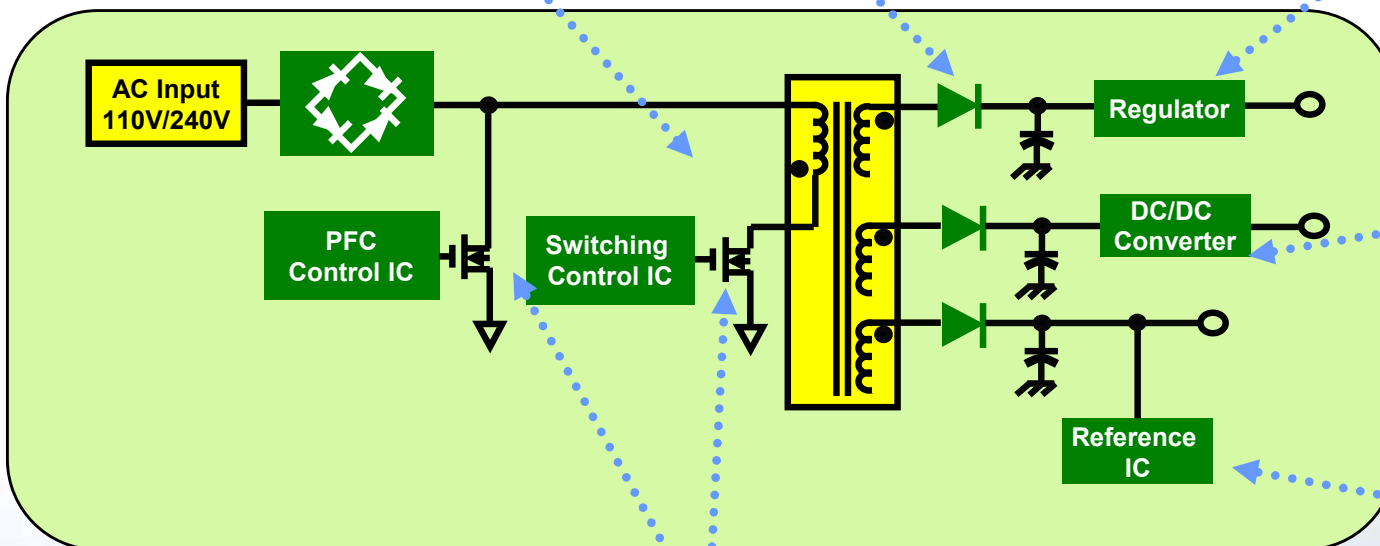 AC Input
110V/240V
Regulator
PFC
Control IC
Switching
Control IC
DC/DC
Converter
Reference
IC